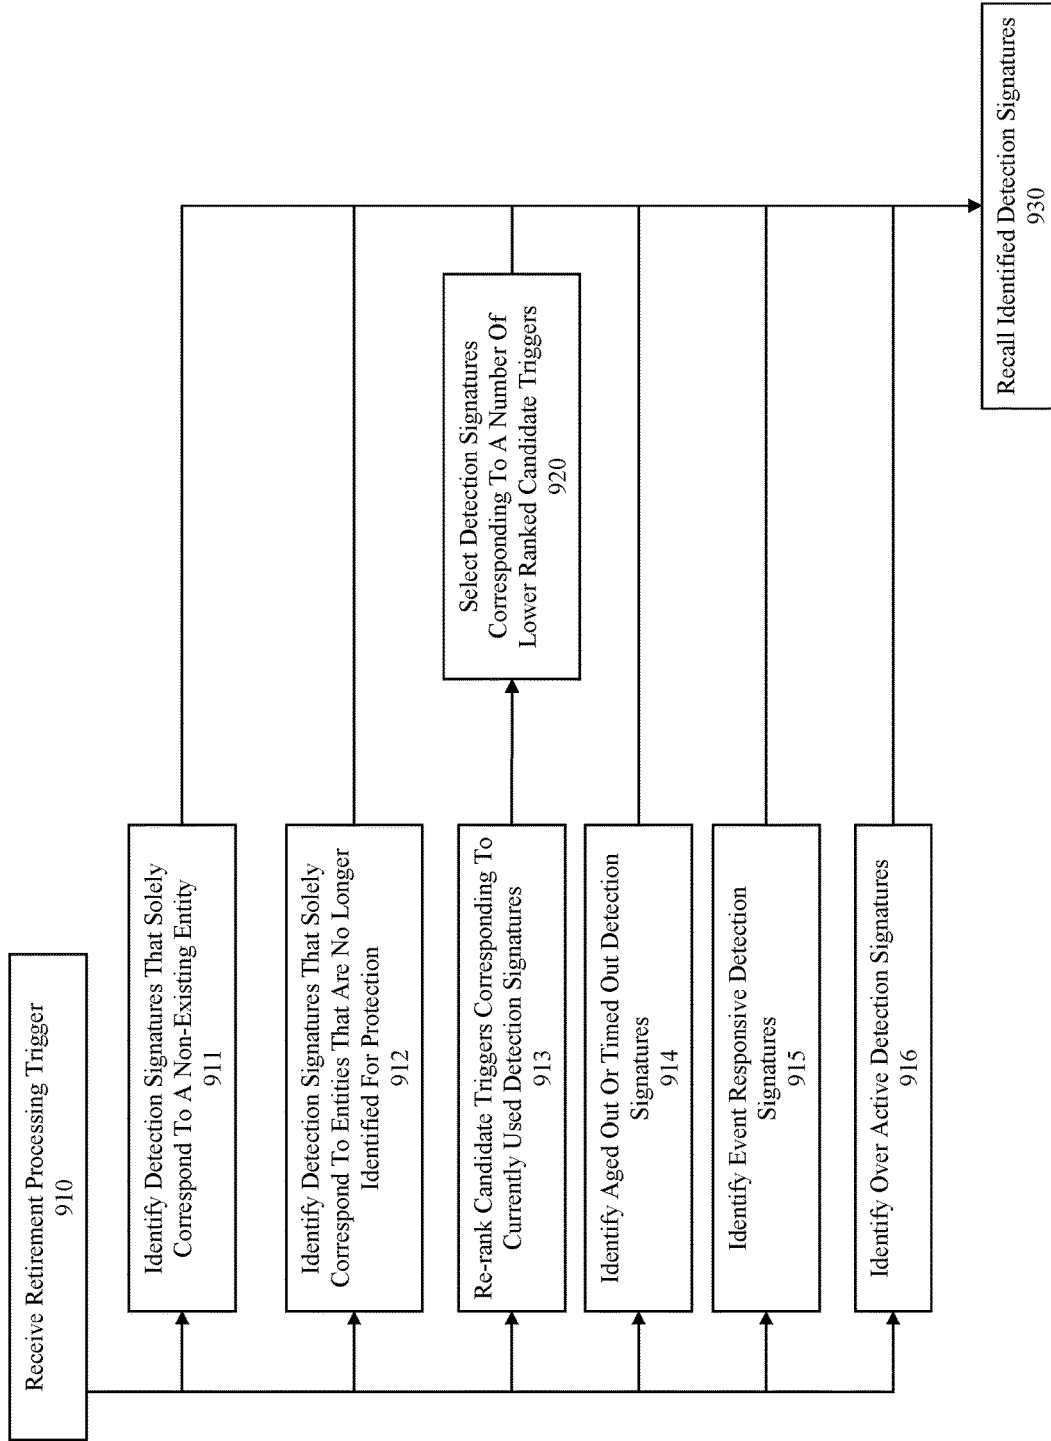 Receive Retirement Processing Trigger
910
Identify Detection Signatures That Solely
Correspond To A Non-Existing Entity
911
Identify Detection Signatures That Solely
Correspond To Entities That Are No Longer
Identified For Protection
912
Re-rank Candidate Triggers Corresponding To
Currently Used Detection Signatures
913
Select Detection Signatures
Corresponding To A Number Of
Lower Ranked Candidate Triggers
920
Identify Aged Out Or Timed Out Detection
Signatures
914
Identify Event Responsive Detection
Signatures
915
Identify Over Active Detection Signatures
916
Recall Identified Detection Signatures
930